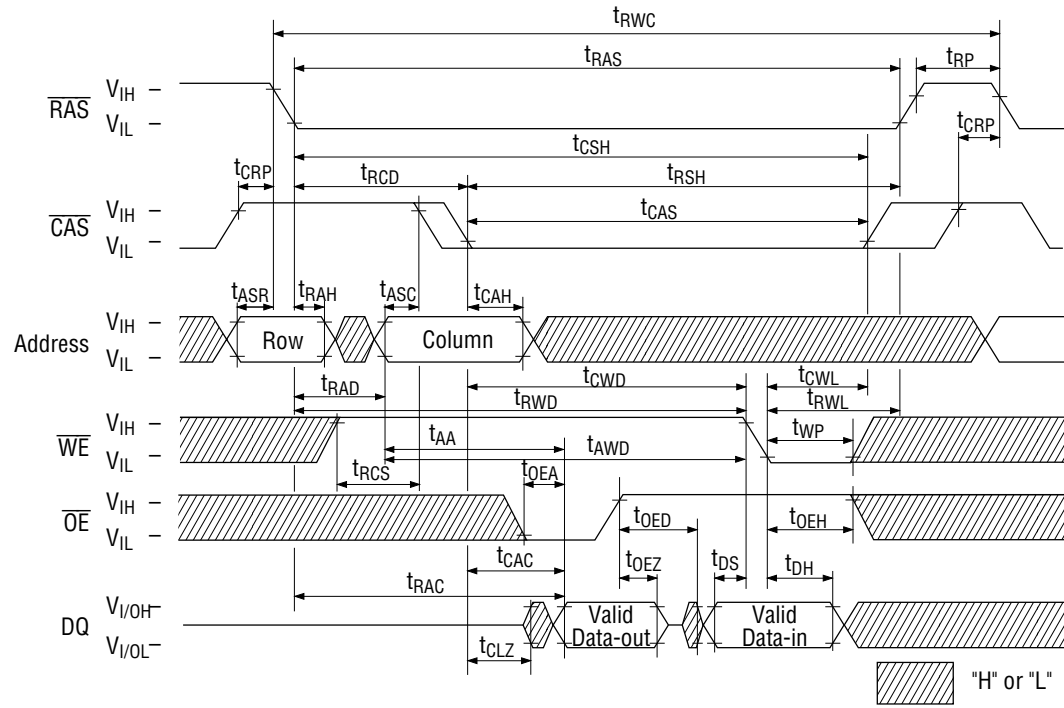 tRWC
tRAS
tRP
RAS
VIH
VIL
tCRP
tCSH
tCRP
tRCD
tRSH
CAS
VIH
VIL
tCAS
tASR
tRAH
tASC
tCAH
Address
VIH
VIL
Row
Column
tRAD
tCWD
tCWL
tRWD
tRWL
WE
VIH
VIL
tAA
tAWD
tWP
tRCS
tOEA
OE
VIH
VIL
tOED
tOEH
tCAC
tOEZ
tDS
tDH
tRAC
DQ
VI/OH
VI/OL
Valid
Data-out
Valid
Data-in
tCLZ
"H" or "L"